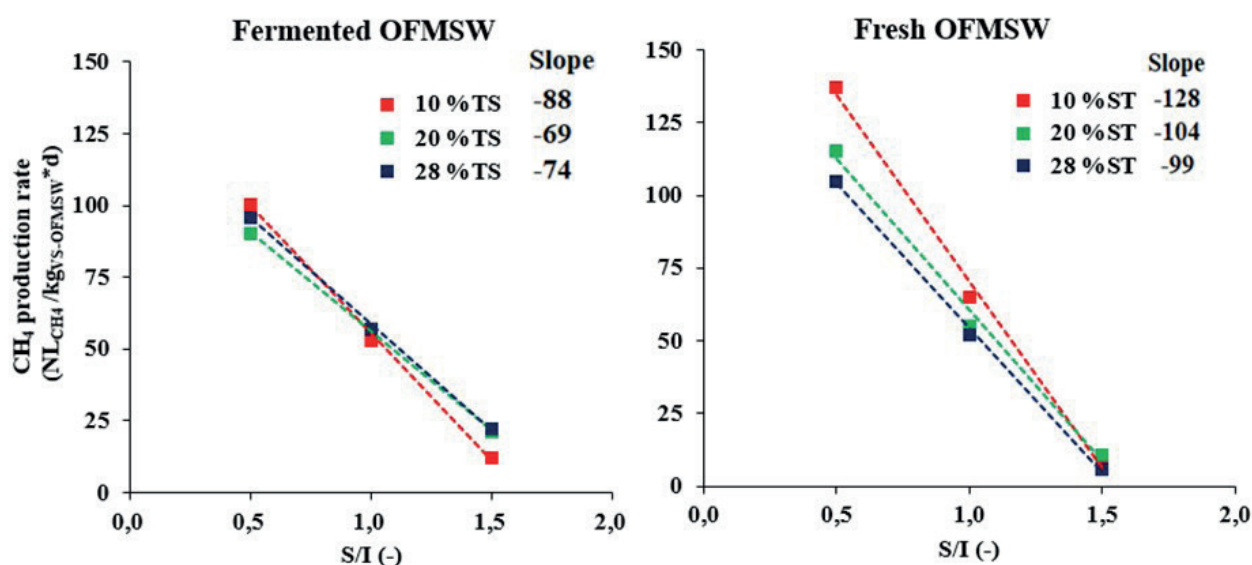 Fermented OFMSW
Slope
10 %TS -88
20 %TS -69
28 %TS -74
CH4 production rate
(NLCH4 /kgVS-OFMSW*d)
150
125
100
75
50
25
0
0,0 0,5 1,0 1,5 2,0
S/I (-)
Fresh OFMSW
Slope
10 %ST -128
20 %ST -104
28 %ST -99
150
125
100
75
50
25
0
0,0 0,5 1,0 1,5 2,0
S/I (-)